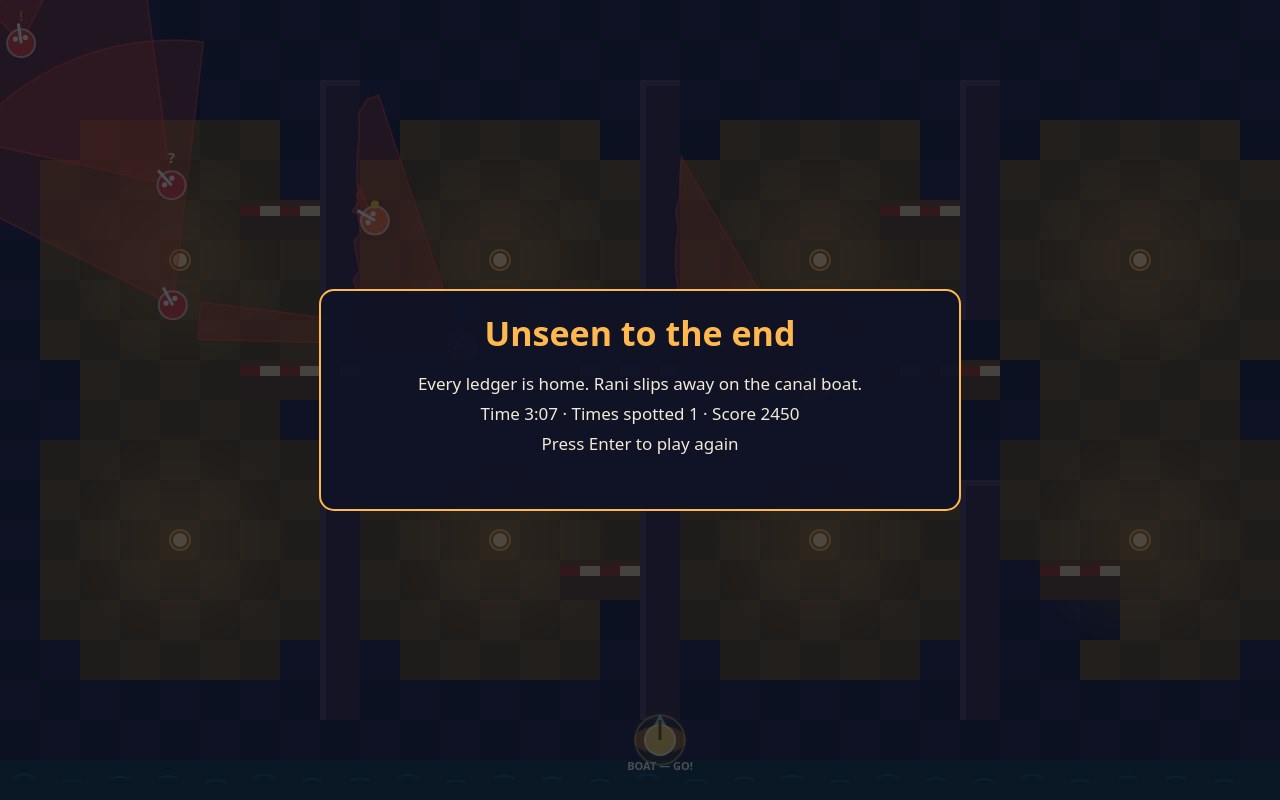 !
?
Unseen to the end
Every ledger is home. Rani slips away on the canal boat.
Time 3:07 · Times spotted 1 · Score 2450
Press Enter to play again
BOAT — GO!